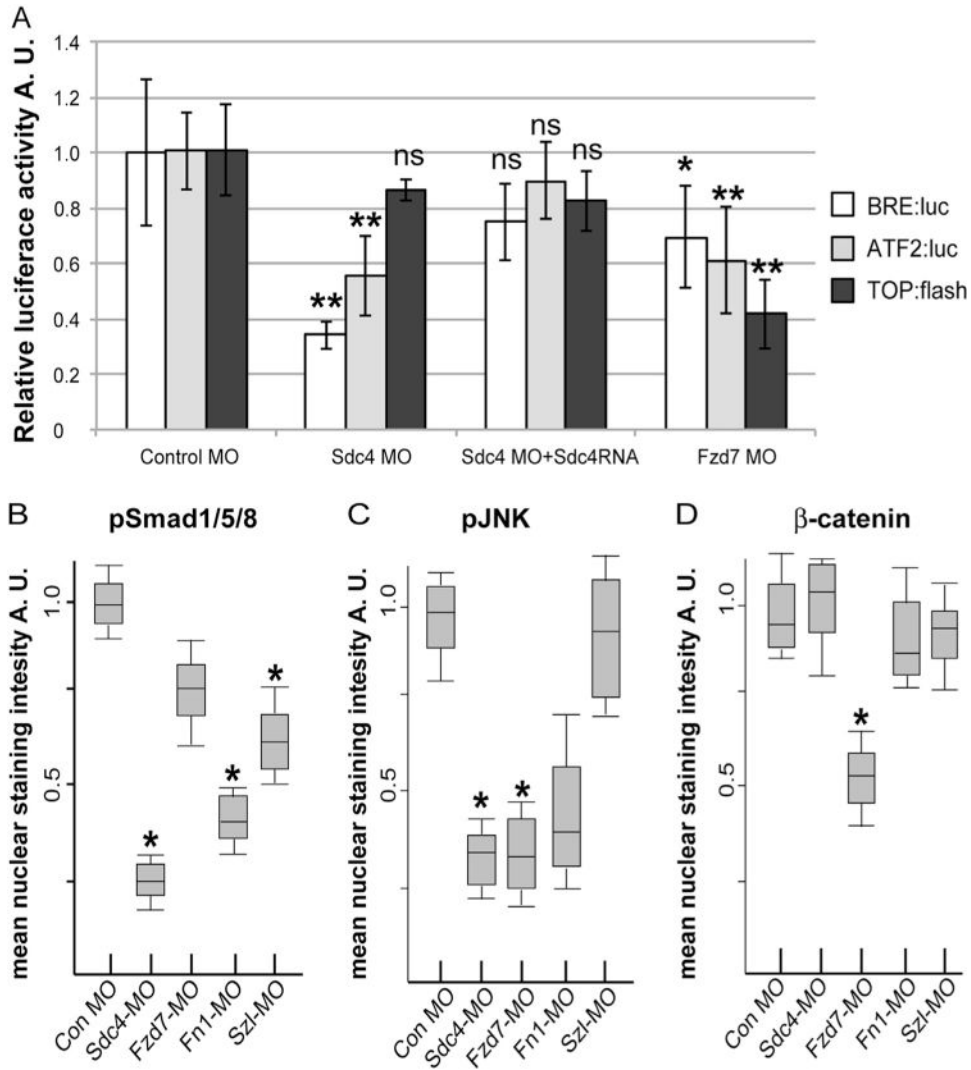 A
Relative luciferace activity A. U.
1.4
1.2
1.0
0.8
0.6
0.4
0.2
0
**
**
ns
ns
ns
ns
*
**
**
Control MO
Sdc4 MO
Sdc4 MO+Sdc4RNA
Fzd7 MO
BRE:luc
ATF2:luc
TOP:flash
B
pSmad1/5/8
mean nuclear staining intesity A. U.
1.0
0.5
*
*
*
Con MO
Sdc4-MO
Fzd7-MO
Fn1-MO
Szl-MO
C
pJNK
mean nuclear staining intesity A. U.
1.0
0.5
*
*
Con MO
Sdc4-MO
Fzd7-MO
Fn1-MO
Szl-MO
D
β-catenin
mean nuclear staining intesity A. U.
1.0
0.5
*
Con MO
Sdc4-MO
Fzd7-MO
Fn1-MO
Szl-MO